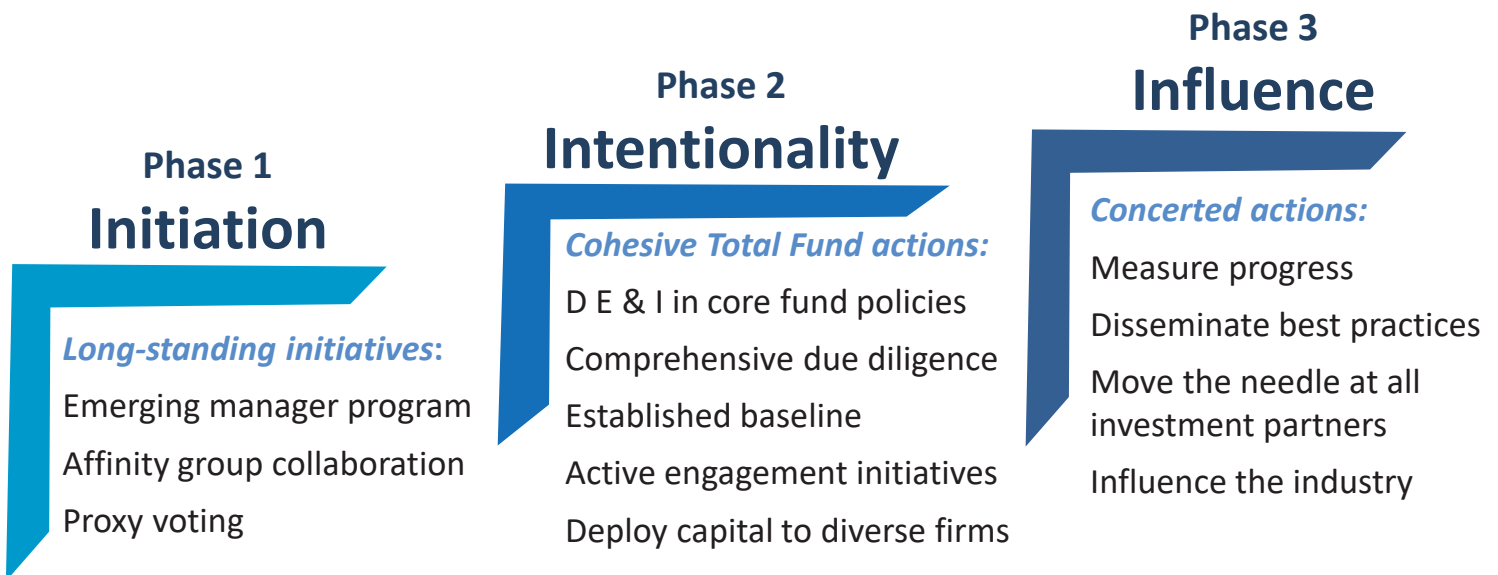 Phase 1
Initiation
Long-standing initiatives:
Emerging manager program
Affinity group collaboration
Proxy voting
Phase 2
Intentionality
Cohesive Total Fund actions:
D E & I in core fund policies
Comprehensive due diligence
Established baseline
Active engagement initiatives
Deploy capital to diverse firms
Phase 3
Influence
Concerted actions:
Measure progress
Disseminate best practices
Move the needle at all
investment partners
Influence the industry